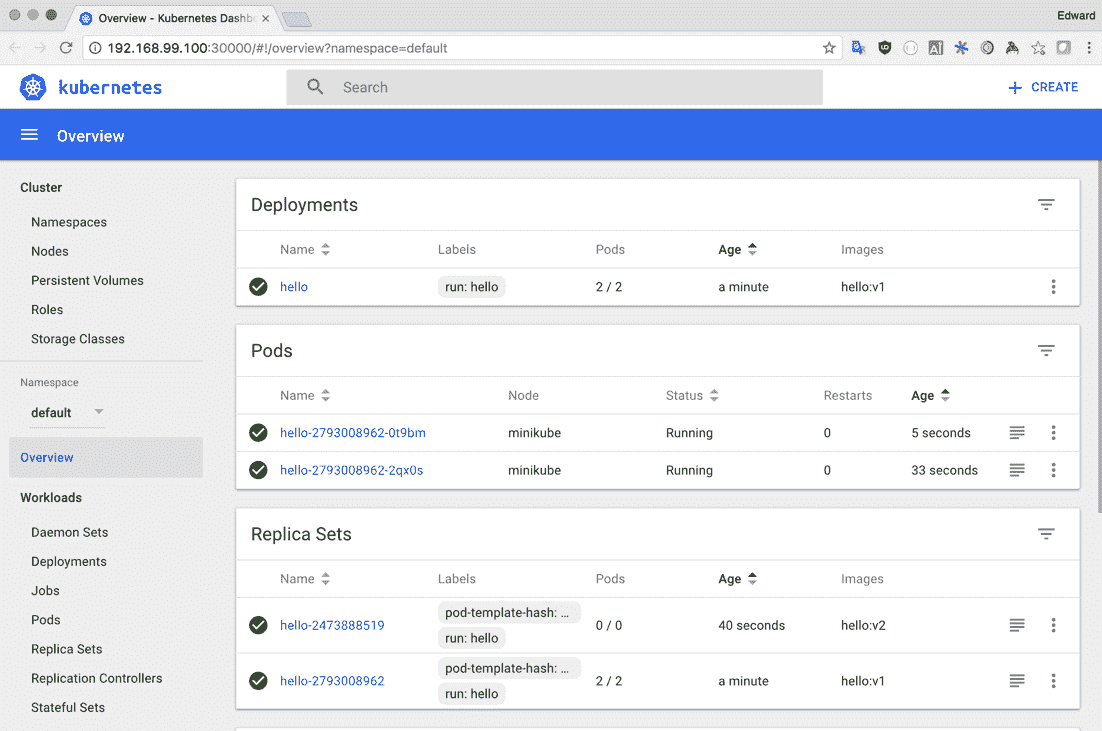 Overview - Kubernetes Dashb
Edward
192.168.99.100:30000/#!/overview?namespace=default
kubernetes
Search
CREATE
Overview
Cluster
Namespaces
Nodes
Persistent Volumes
Roles
Storage Classes
Namespace
default
Overview
Workloads
Daemon Sets
Deployments
Jobs
Pods
Replica Sets
Replication Controllers
Stateful Sets
Deployments
Name Labels Pods Age Images
hello run: hello 2 / 2 a minute hello:v1
Pods
Name Node Status Restarts Age
hello-2793008962-0t9bm minikube Running 0 5 seconds
hello-2793008962-2qx0s minikube Running 0 33 seconds
Replica Sets
Name Labels Pods Age Images
hello-2473888519 pod-template-hash: ... 0 / 0 40 seconds hello:v2
run: hello
hello-2793008962 pod-template-hash: ... 2 / 2 a minute hello:v1
run: hello